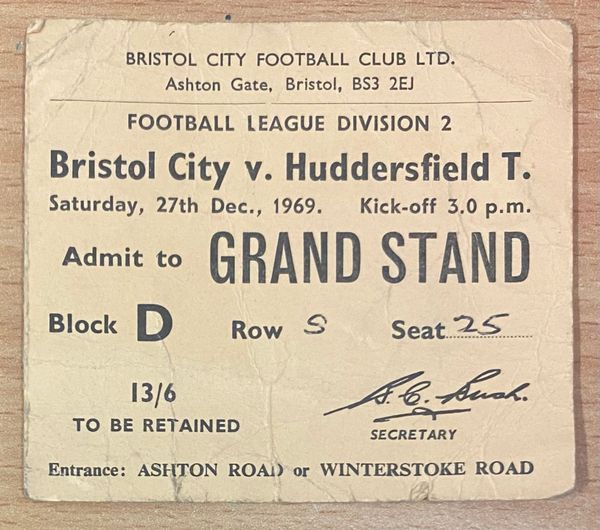 BRISTOL CITY FOOTBALL CLUB LTD.
Ashton Gate, Bristol, BS3 2EJ
FOOTBALL LEAGUE DIVISION 2
Bristol City v. Huddersfield T.
Saturday, 27th Dec., 1969. Kick-off 3.0 p.m.
Admit to GRAND STAND
Block D Row S Seat 25
13/6
TO BE RETAINED
A. C. Bush.
SECRETARY
Entrance: ASHTON ROAD or WINTERSTOKE ROAD